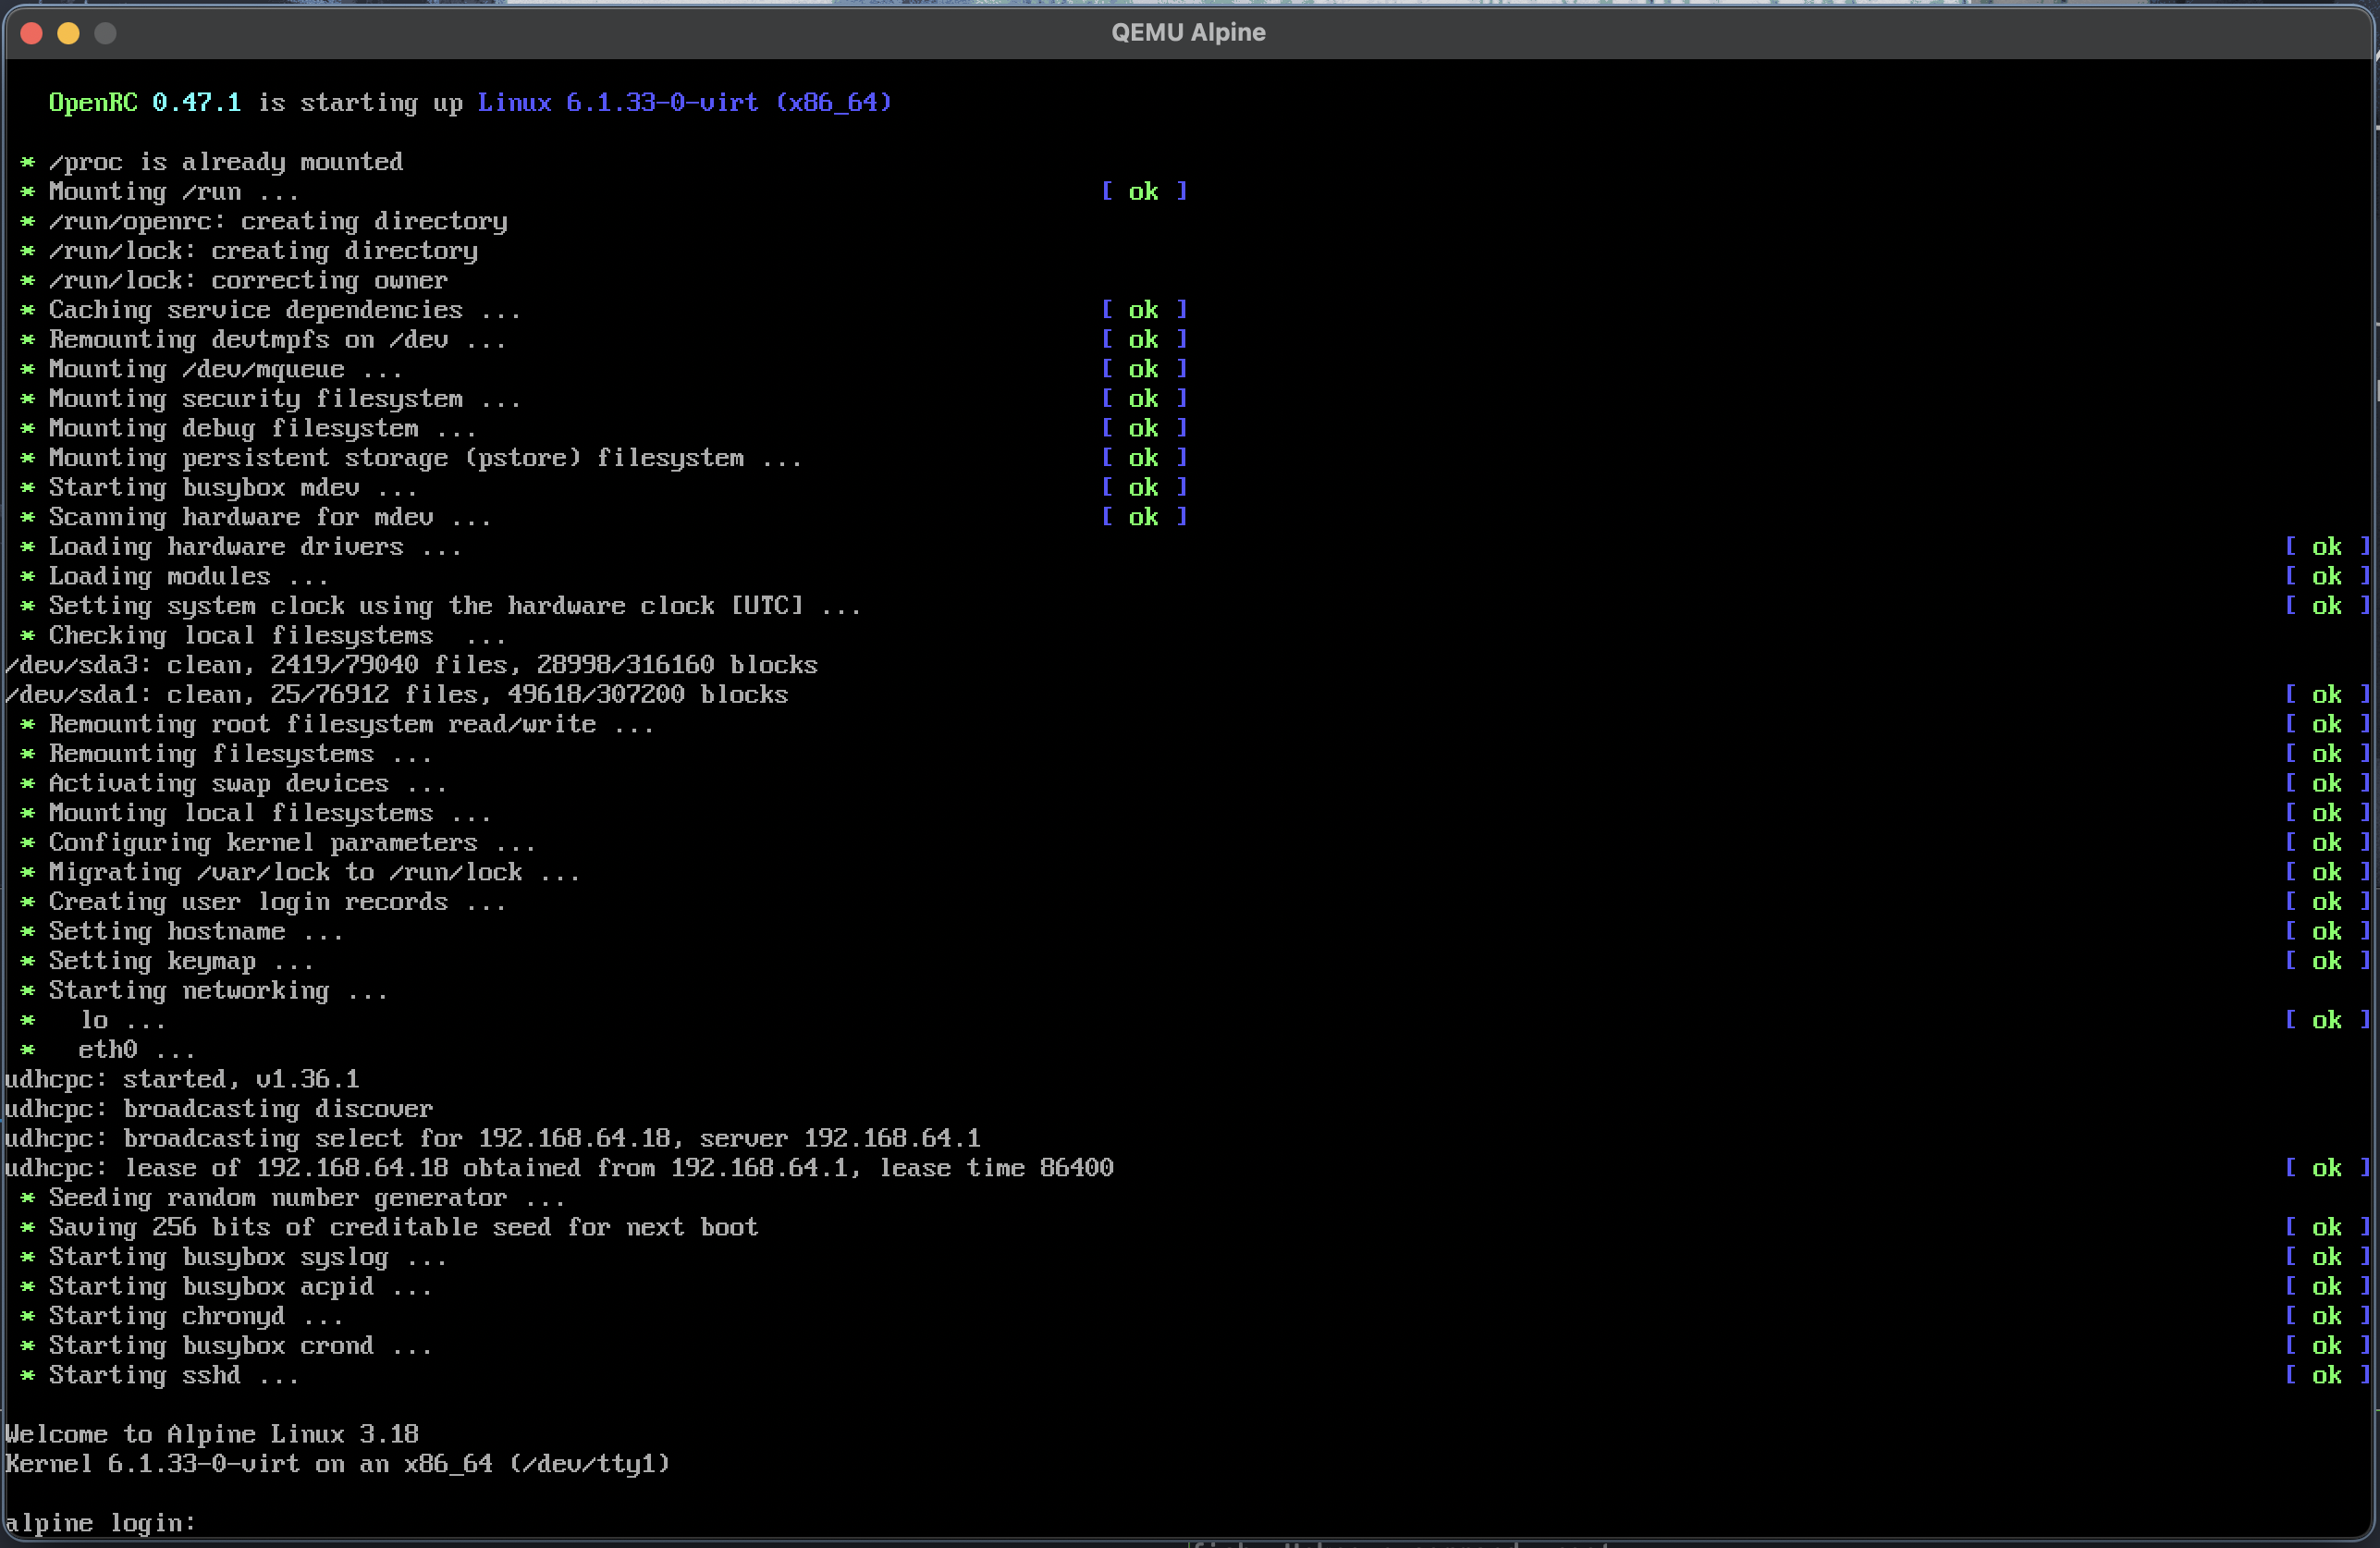 QEMU Alpine
OpenRC 0.47.1 is starting up Linux 6.1.33-0-virt (x86_64)
* /proc is already mounted
* Mounting /run ... [ ok ]
* /run/openrc: creating directory
* /run/lock: creating directory
* /run/lock: correcting owner
* Caching service dependencies ... [ ok ]
* Remounting devtmpfs on /dev ... [ ok ]
* Mounting /dev/mqueue ... [ ok ]
* Mounting security filesystem ... [ ok ]
* Mounting debug filesystem ... [ ok ]
* Mounting persistent storage (pstore) filesystem ... [ ok ]
* Starting busybox mdev ... [ ok ]
* Scanning hardware for mdev ... [ ok ]
* Loading hardware drivers ... [ ok ]
* Loading modules ... [ ok ]
* Setting system clock using the hardware clock [UTC] ... [ ok ]
* Checking local filesystems  ...
/dev/sda3: clean, 2419/79040 files, 28998/316160 blocks
/dev/sda1: clean, 25/76912 files, 49618/307200 blocks [ ok ]
* Remounting root filesystem read/write ... [ ok ]
* Remounting filesystems ... [ ok ]
* Activating swap devices ... [ ok ]
* Mounting local filesystems ... [ ok ]
* Configuring kernel parameters ... [ ok ]
* Migrating /var/lock to /run/lock ... [ ok ]
* Creating user login records ... [ ok ]
* Setting hostname ... [ ok ]
* Setting keymap ... [ ok ]
* Starting networking ...
*   lo ... [ ok ]
*   eth0 ...
udhcpc: started, v1.36.1
udhcpc: broadcasting discover
udhcpc: broadcasting select for 192.168.64.18, server 192.168.64.1
udhcpc: lease of 192.168.64.18 obtained from 192.168.64.1, lease time 86400 [ ok ]
* Seeding random number generator ...
* Saving 256 bits of creditable seed for next boot [ ok ]
* Starting busybox syslog ... [ ok ]
* Starting busybox acpid ... [ ok ]
* Starting chronyd ... [ ok ]
* Starting busybox crond ... [ ok ]
* Starting sshd ... [ ok ]
Welcome to Alpine Linux 3.18
Kernel 6.1.33-0-virt on an x86_64 (/dev/tty1)
alpine login: